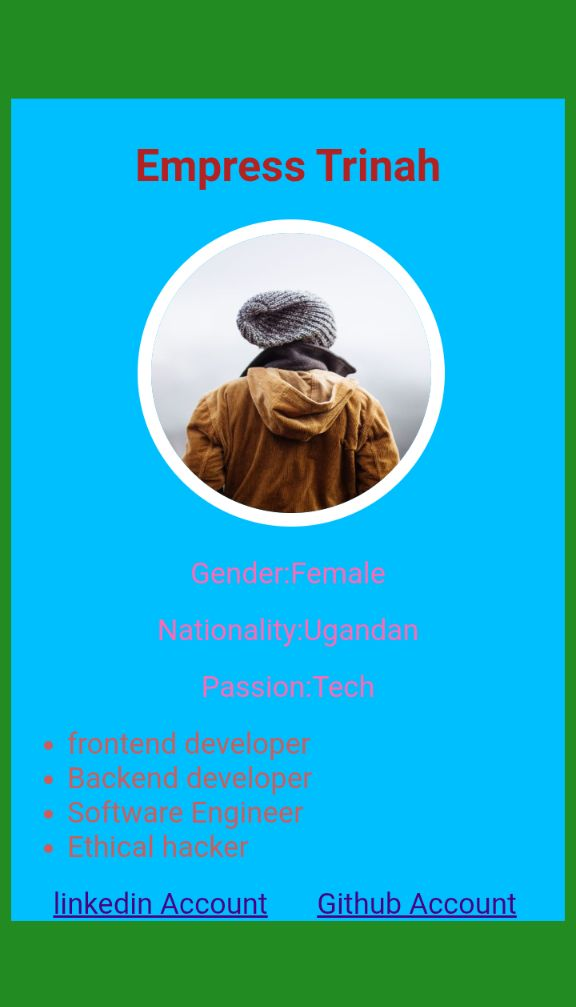 Empress Trinah
Gender:Female
Nationality:Ugandan
Passion:Tech
frontend developer
Backend developer
Software Engineer
Ethical hacker
linkedin Account Github Account